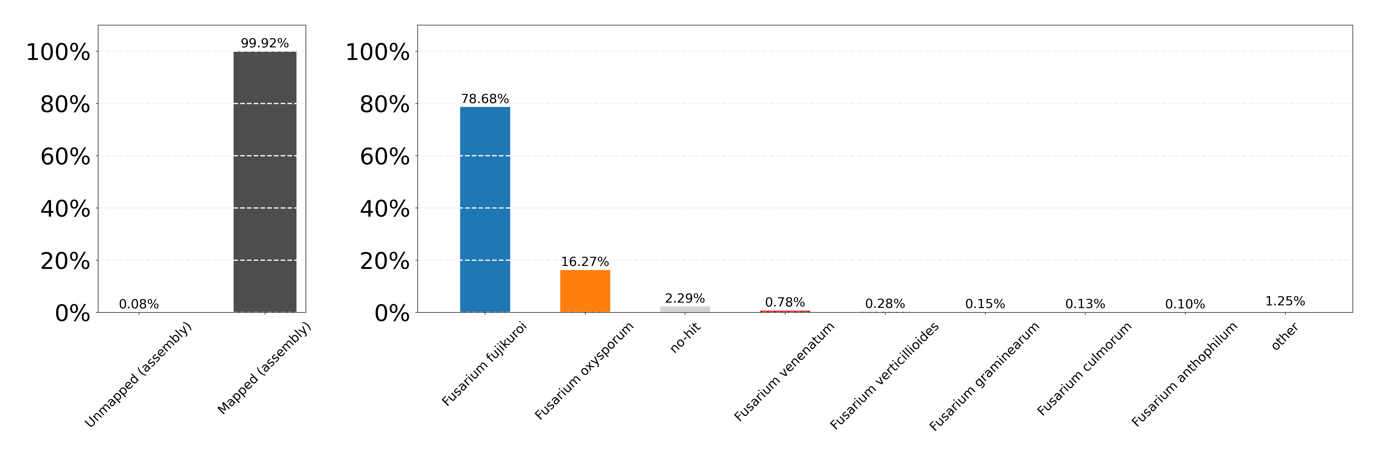 100%
80%
60%
40%
20%
0%
0.08%
99.92%
Unmapped (assembly)
Mapped (assembly)
100%
80%
60%
40%
20%
0%
78.68%
16.27%
2.29%
0.78%
0.28%
0.15%
0.13%
0.10%
1.25%
Fusarium fujikuroi
Fusarium oxysporum
no-hit
Fusarium venenatum
Fusarium verticillioides
Fusarium graminearum
Fusarium culmorum
Fusarium anthophilum
other